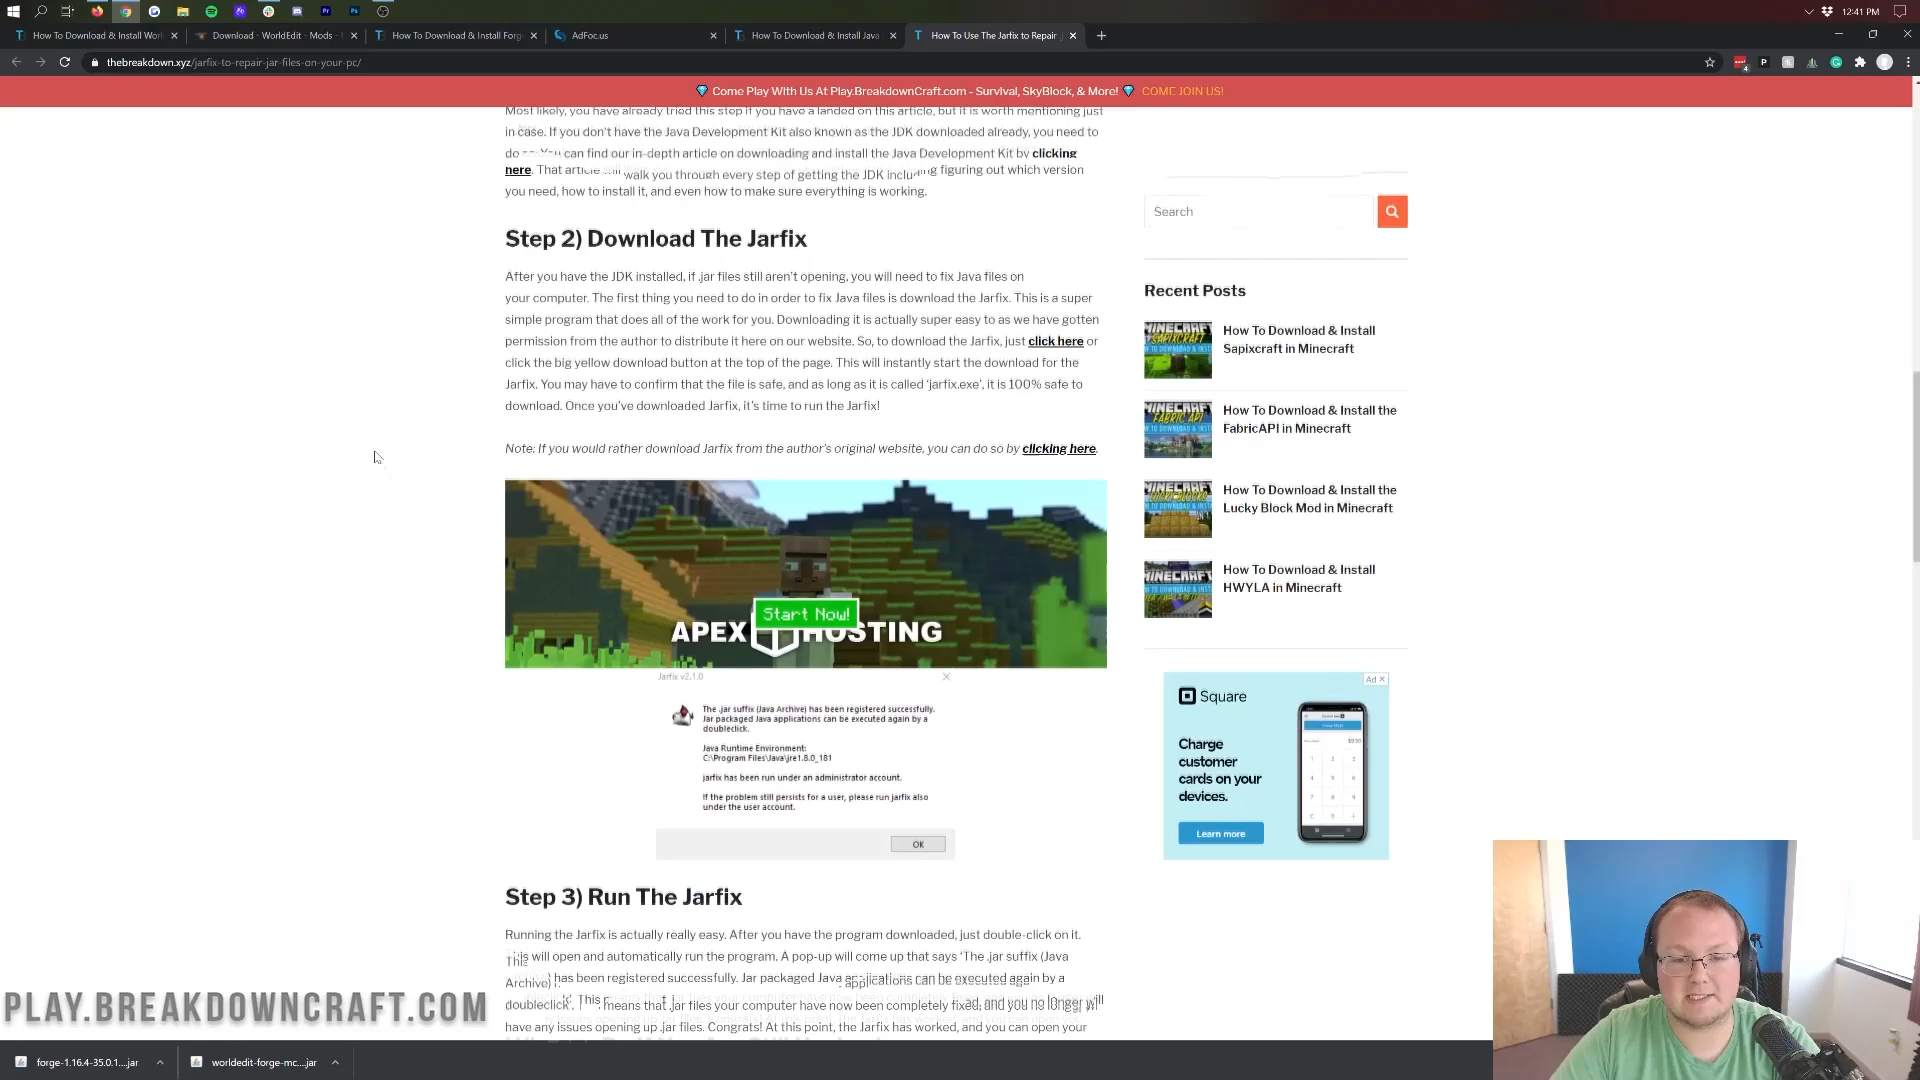 12:41 PM
How To Download & Install Wor
Download - WorldEdit - Mods -
How To Download & Install Forg
AdFoc.us
How To Download & Install Java
How To Use The Jarfix to Repair
thebreakdown.xyz/jarfix-to-repair-jar-files-on-your-pc/
Come Play With Us At Play.BreakdownCraft.com - Survival, SkyBlock, & More! COME JOIN US!
Most likely, you have already tried this step if you have a landed on this article, but it is worth mentioning just
in case. If you don't have the Java Development Kit also known as the JDK downloaded already, you need to
You can find our in-depth article on downloading and install the Java Development Kit by clicking
here. That article walk you through every step of getting the JDK figuring out which version
you need, how to install it, and even how to make sure everything is working.
Step 2) Download The Jarfix
After you have the JDK installed, if .jar files still aren't opening, you will need to fix Java files on
your computer. The first thing you need to do in order to fix Java files is download the Jarfix. This is a super
simple program that does all of the work for you. Downloading it is actually super easy to as we have gotten
permission from the author to distribute it here on our website. So, to download the Jarfix, just click here or
click the big yellow download button at the top of the page. This will instantly start the download for the
Jarfix. You may have to confirm that the file is safe, and as long as it is called 'jarfix.exe', it is 100% safe to
download. Once you've downloaded Jarfix, it's time to run the Jarfix!
Note: If you would rather download Jarfix from the author's original website, you can do so by clicking here.
Start Now!
APEX HOSTING
Jarfix v2.1.0
The .jar suffix (Java Archive) has been registered successfully.
Jar packaged Java applications can be executed again by a
doubleclick.
Java Runtime Environment:
C:\Program Files\Java\jre1.8.0_181
jarfix has been run under an administrator account.
If the problem still persists for a user, please run jarfix also
under the user account.
OK
Step 3) Run The Jarfix
Running the Jarfix is actually really easy. After you have the program downloaded, just double-click on it.
This will open and automatically run the program. A pop-up will come up that says 'The .jar suffix (Java
Archive) has been registered successfully. Jar packaged Java applications can be executed again by a
doubleclick'. This means that .jar files your computer have now been completely fixed, and you no longer will
have any issues opening up .jar files. Congrats! At this point, the Jarfix has worked, and you can open your
Search
Recent Posts
How To Download & Install
Sapixcraft in Minecraft
How To Download & Install the
FabricAPI in Minecraft
How To Download & Install the
Lucky Block Mod in Minecraft
How To Download & Install
HWYLA in Minecraft
Ad
Square
Charge
customer
cards on your
devices.
Learn more
PLAY.BREAKDOWNCRAFT.COM
forge-1.16.4-35.0.1....jar
worldedit-forge-mc....jar